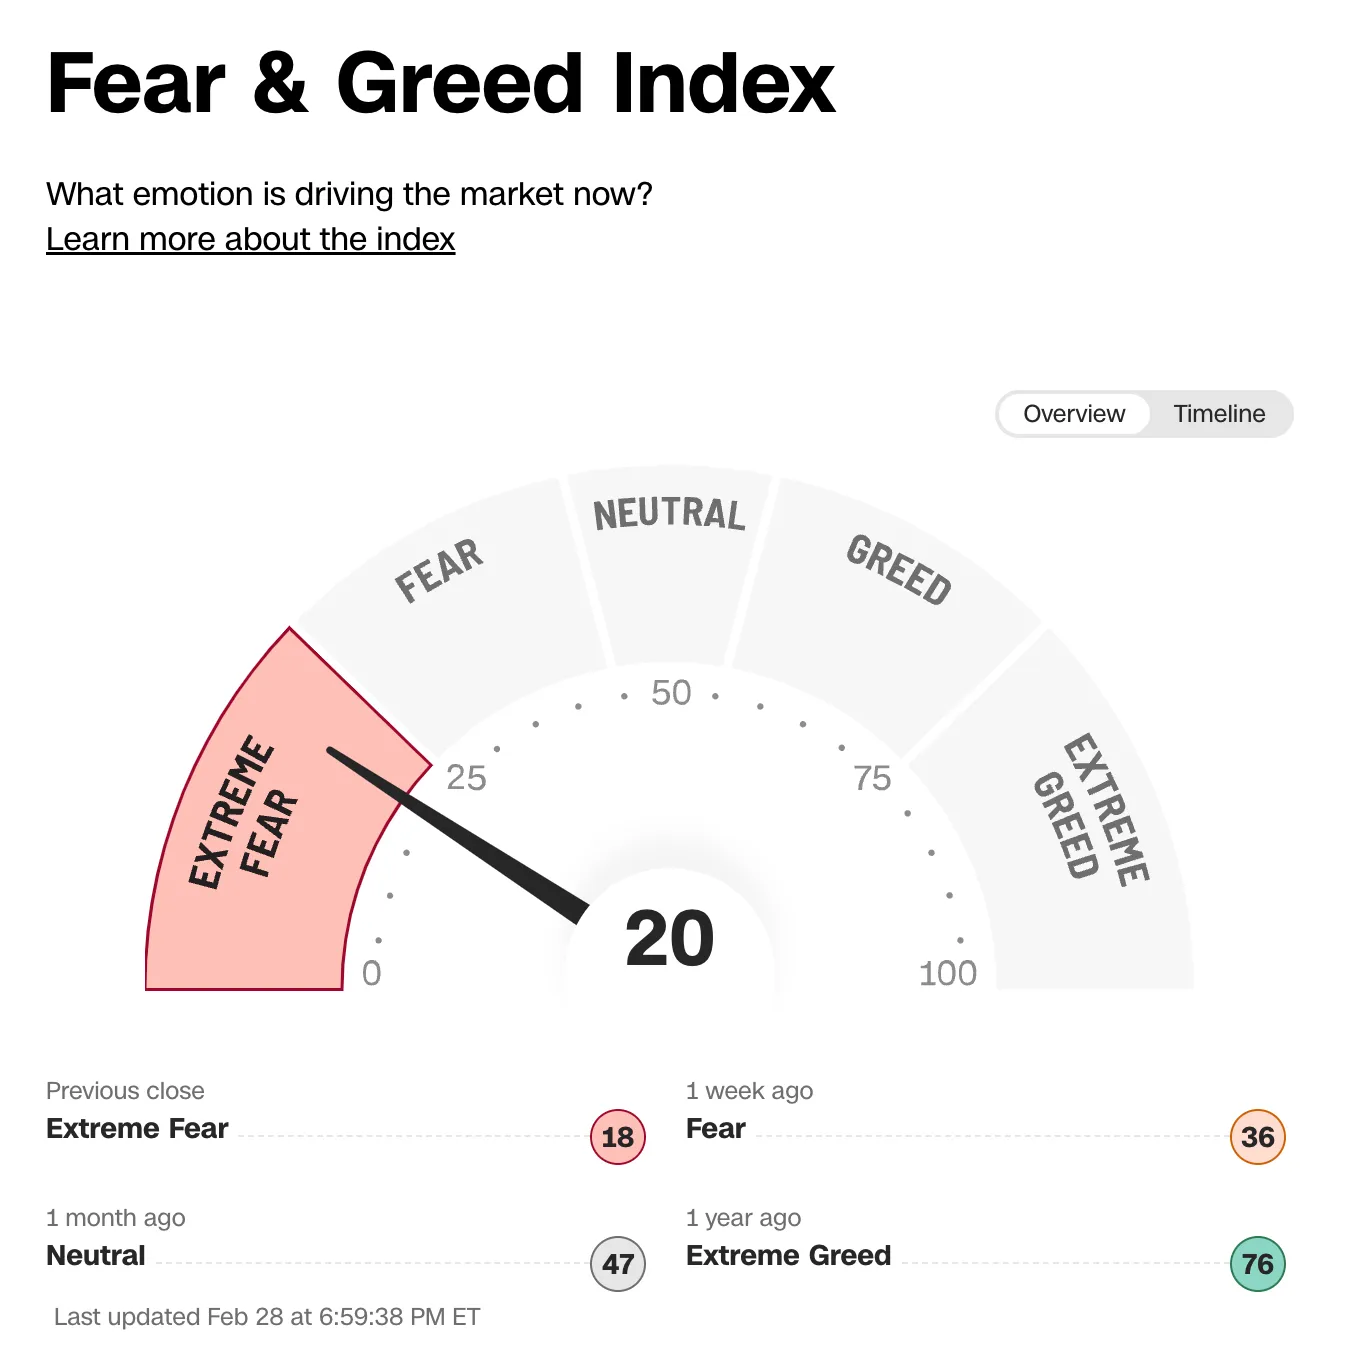 Fear & Greed Index
What emotion is driving the market now?
Learn more about the index
Overview
Timeline
EXTREME
FEAR
FEAR
NEUTRAL
GREED
EXTREME
GREED
0
25
50
75
100
20
Previous close
Extreme Fear
18
1 week ago
Fear
36
1 month ago
Neutral
47
1 year ago
Extreme Greed
76
Last updated Feb 28 at 6:59:38 PM ET